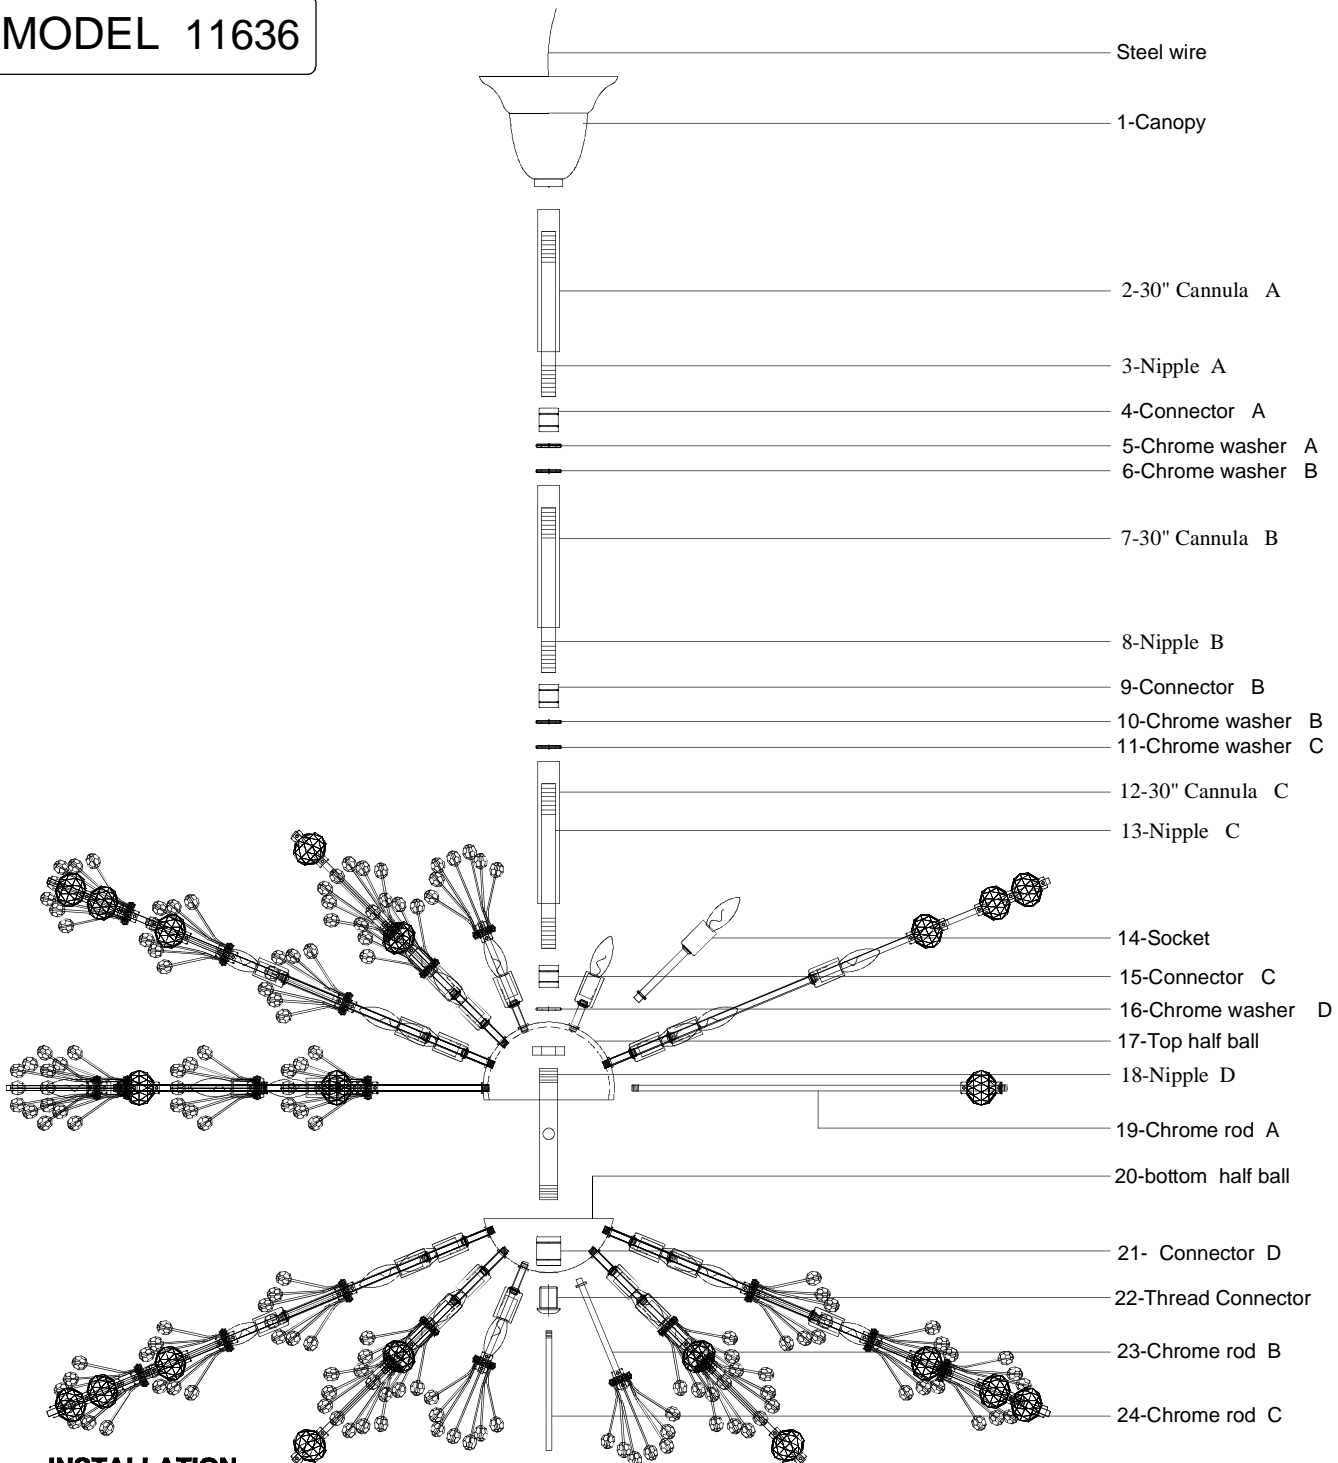 MODEL 11636
Steel wire
1-Canopy
2-30" Cannula A
3-Nipple A
4-Connector A
5-Chrome washer A
6-Chrome washer B
7-30" Cannula B
8-Nipple B
9-Connector B
10-Chrome washer B
11-Chrome washer C
12-30" Cannula C
13-Nipple C
14-Socket
15-Connector C
16-Chrome washer D
17-Top half ball
18-Nipple D
19-Chrome rod A
20-bottom half ball
21- Connector D
22-Thread Connector
23-Chrome rod B
24-Chrome rod C
INSTALLATION